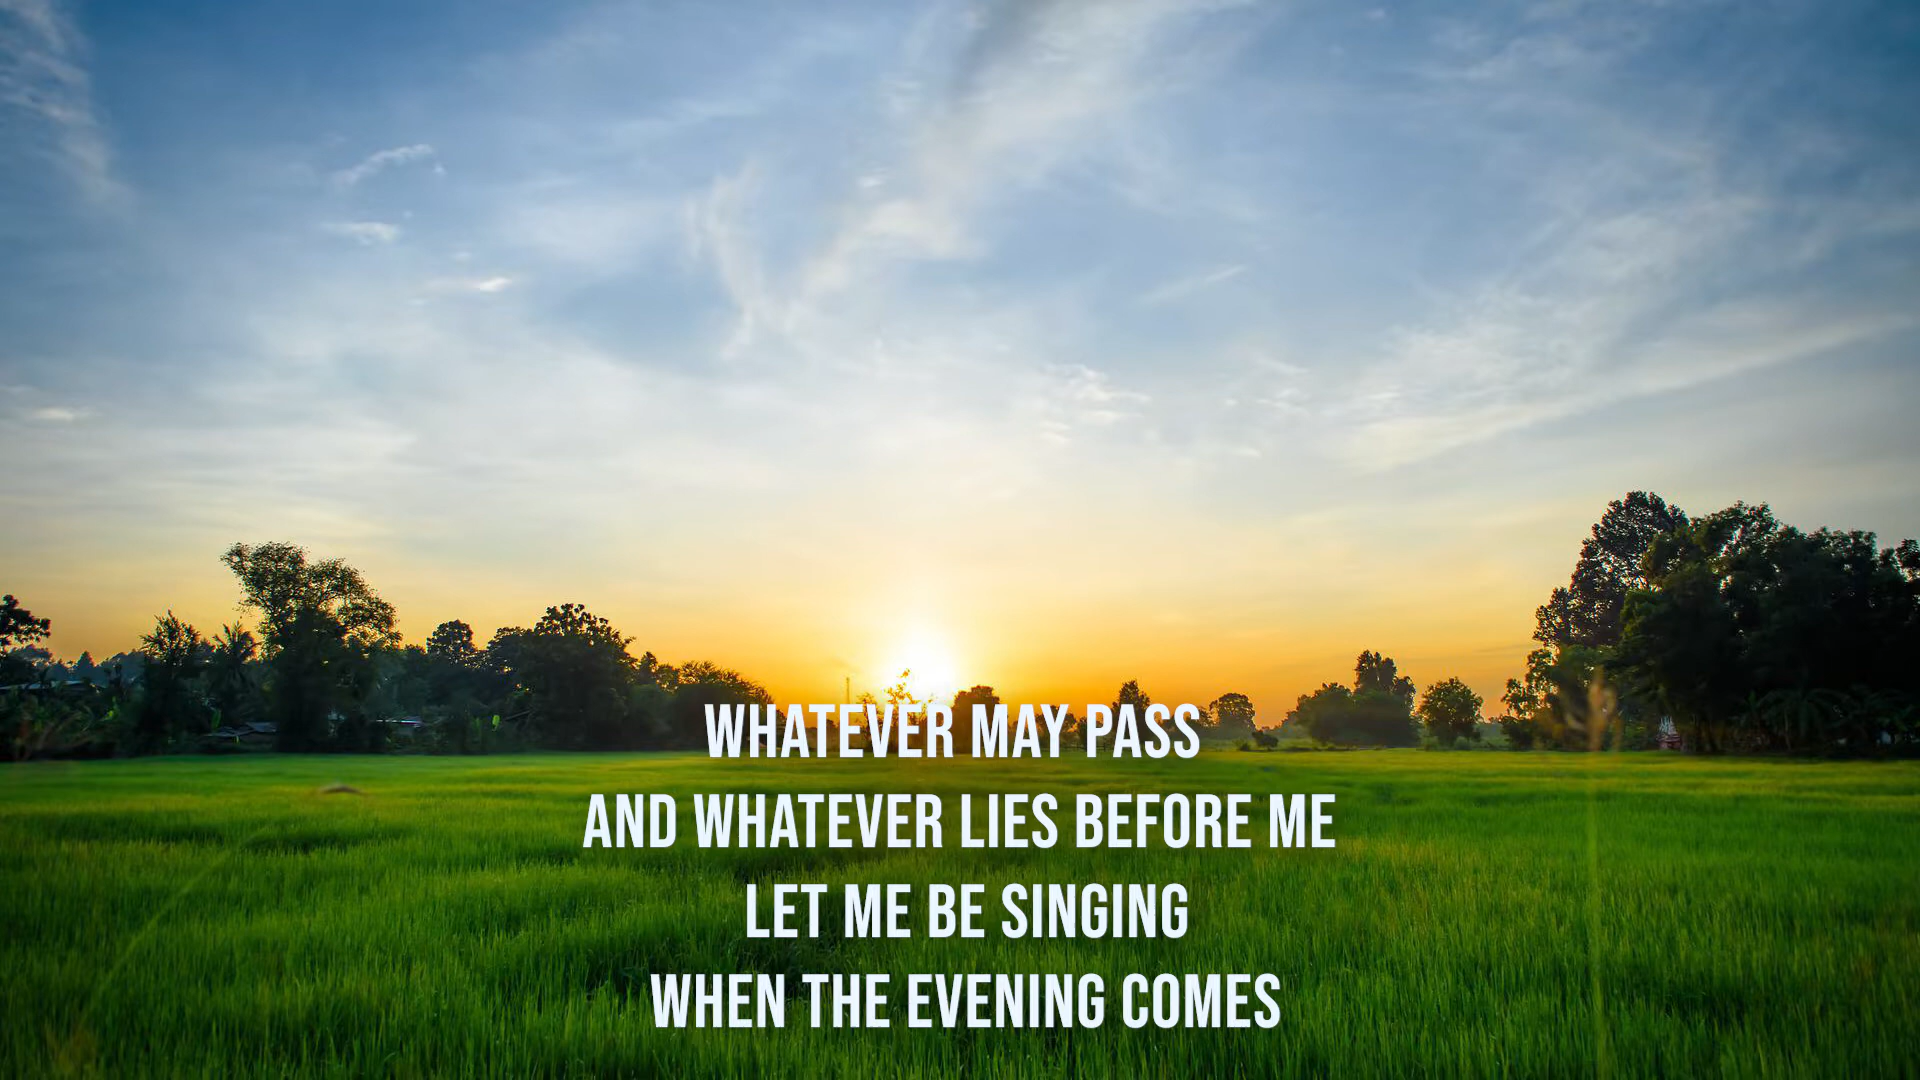 WHATEVER MAY PASS
AND WHATEVER LIES BEFORE ME
LET ME BE SINGING
WHEN THE EVENING COMES